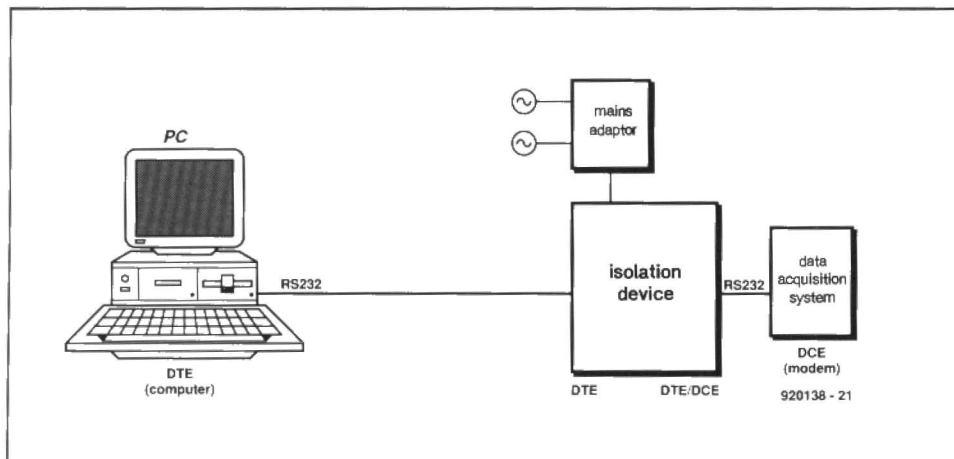 PC
mains
adaptor
RS232
isolation
device
RS232
data
acquisition
system
DTE
(computer)
DTE
DTE/DCE
DCE
(modem)
920138 - 21